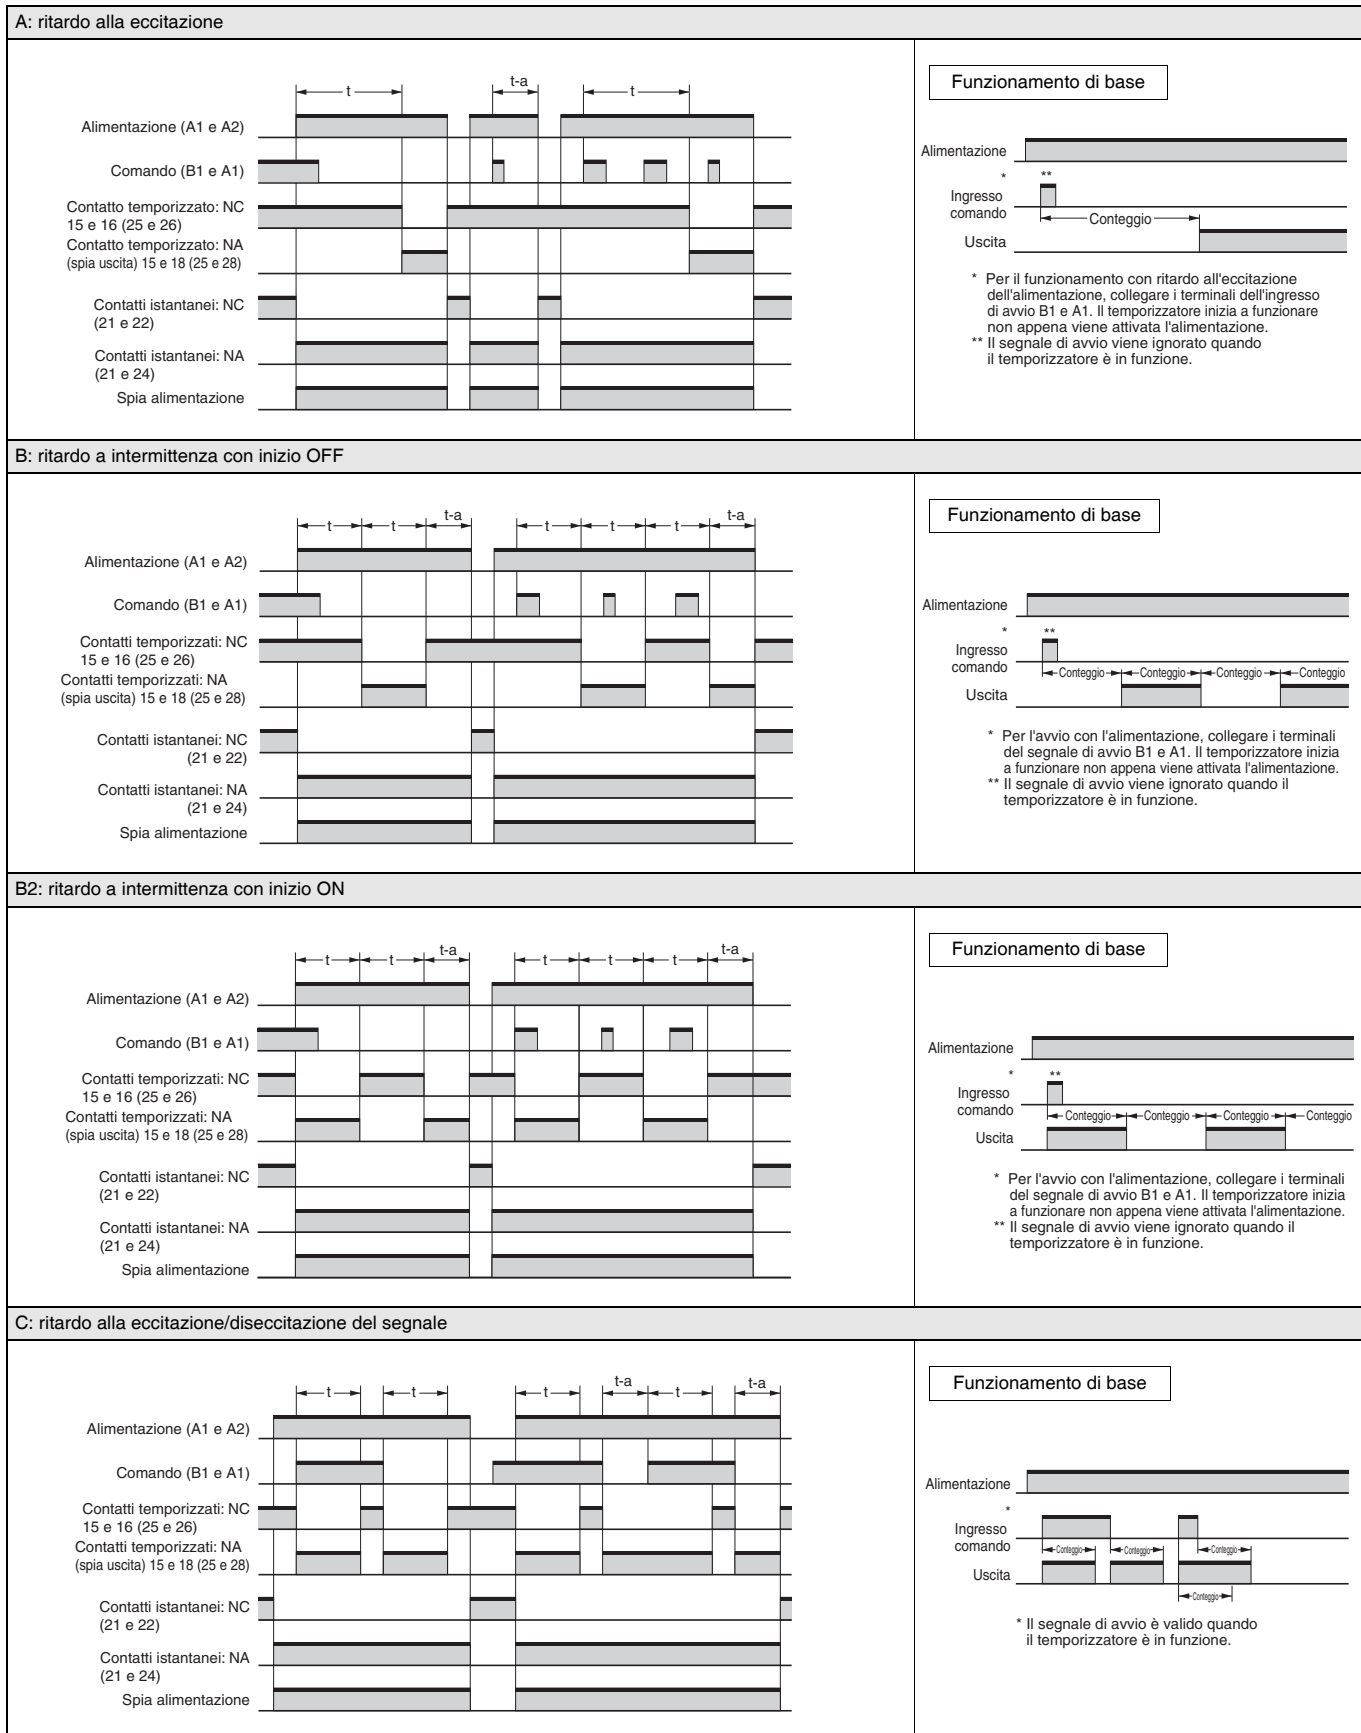 A: ritardo alla eccitazione
t
t-a
t
Alimentazione (A1 e A2)
Comando (B1 e A1)
Contatto temporizzato: NC
15 e 16 (25 e 26)
Contatto temporizzato: NA
(spia uscita) 15 e 18 (25 e 28)
Contatti istantanei: NC
(21 e 22)
Contatti istantanei: NA
(21 e 24)
Spia alimentazione
Funzionamento di base
Alimentazione
* **
Ingresso
comando
Conteggio
Uscita
* Per il funzionamento con ritardo all'eccitazione
dell'alimentazione, collegare i terminali dell'ingresso
di avvio B1 e A1. Il temporizzatore inizia a funzionare
non appena viene attivata l'alimentazione.
** Il segnale di avvio viene ignorato quando
il temporizzatore è in funzione.
B: ritardo a intermittenza con inizio OFF
t t t-a t t t t-a
Alimentazione (A1 e A2)
Comando (B1 e A1)
Contatti temporizzati: NC
15 e 16 (25 e 26)
Contatti temporizzati: NA
(spia uscita) 15 e 18 (25 e 28)
Contatti istantanei: NC
(21 e 22)
Contatti istantanei: NA
(21 e 24)
Spia alimentazione
Funzionamento di base
Alimentazione
* **
Ingresso
comando
Conteggio Conteggio Conteggio Conteggio
Uscita
* Per l'avvio con l'alimentazione, collegare i terminali
del segnale di avvio B1 e A1. Il temporizzatore inizia
a funzionare non appena viene attivata l'alimentazione.
** Il segnale di avvio viene ignorato quando il
temporizzatore è in funzione.
B2: ritardo a intermittenza con inizio ON
t t t-a t t t t-a
Alimentazione (A1 e A2)
Comando (B1 e A1)
Contatti temporizzati: NC
15 e 16 (25 e 26)
Contatti temporizzati: NA
(spia uscita) 15 e 18 (25 e 28)
Contatti istantanei: NC
(21 e 22)
Contatti istantanei: NA
(21 e 24)
Spia alimentazione
Funzionamento di base
Alimentazione
* **
Ingresso
comando
Conteggio Conteggio Conteggio Conteggio
Uscita
* Per l'avvio con l'alimentazione, collegare i terminali
del segnale di avvio B1 e A1. Il temporizzatore inizia
a funzionare non appena viene attivata l'alimentazione.
** Il segnale di avvio viene ignorato quando il
temporizzatore è in funzione.
C: ritardo alla eccitazione/diseccitazione del segnale
t t t t-a t t-a
Alimentazione (A1 e A2)
Comando (B1 e A1)
Contatti temporizzati: NC
15 e 16 (25 e 26)
Contatti temporizzati: NA
(spia uscita) 15 e 18 (25 e 28)
Contatti istantanei: NC
(21 e 22)
Contatti istantanei: NA
(21 e 24)
Spia alimentazione
Funzionamento di base
Alimentazione
*
Ingresso
comando
Conteggio Conteggio Conteggio
Uscita
Conteggio
* Il segnale di avvio è valido quando
il temporizzatore è in funzione.